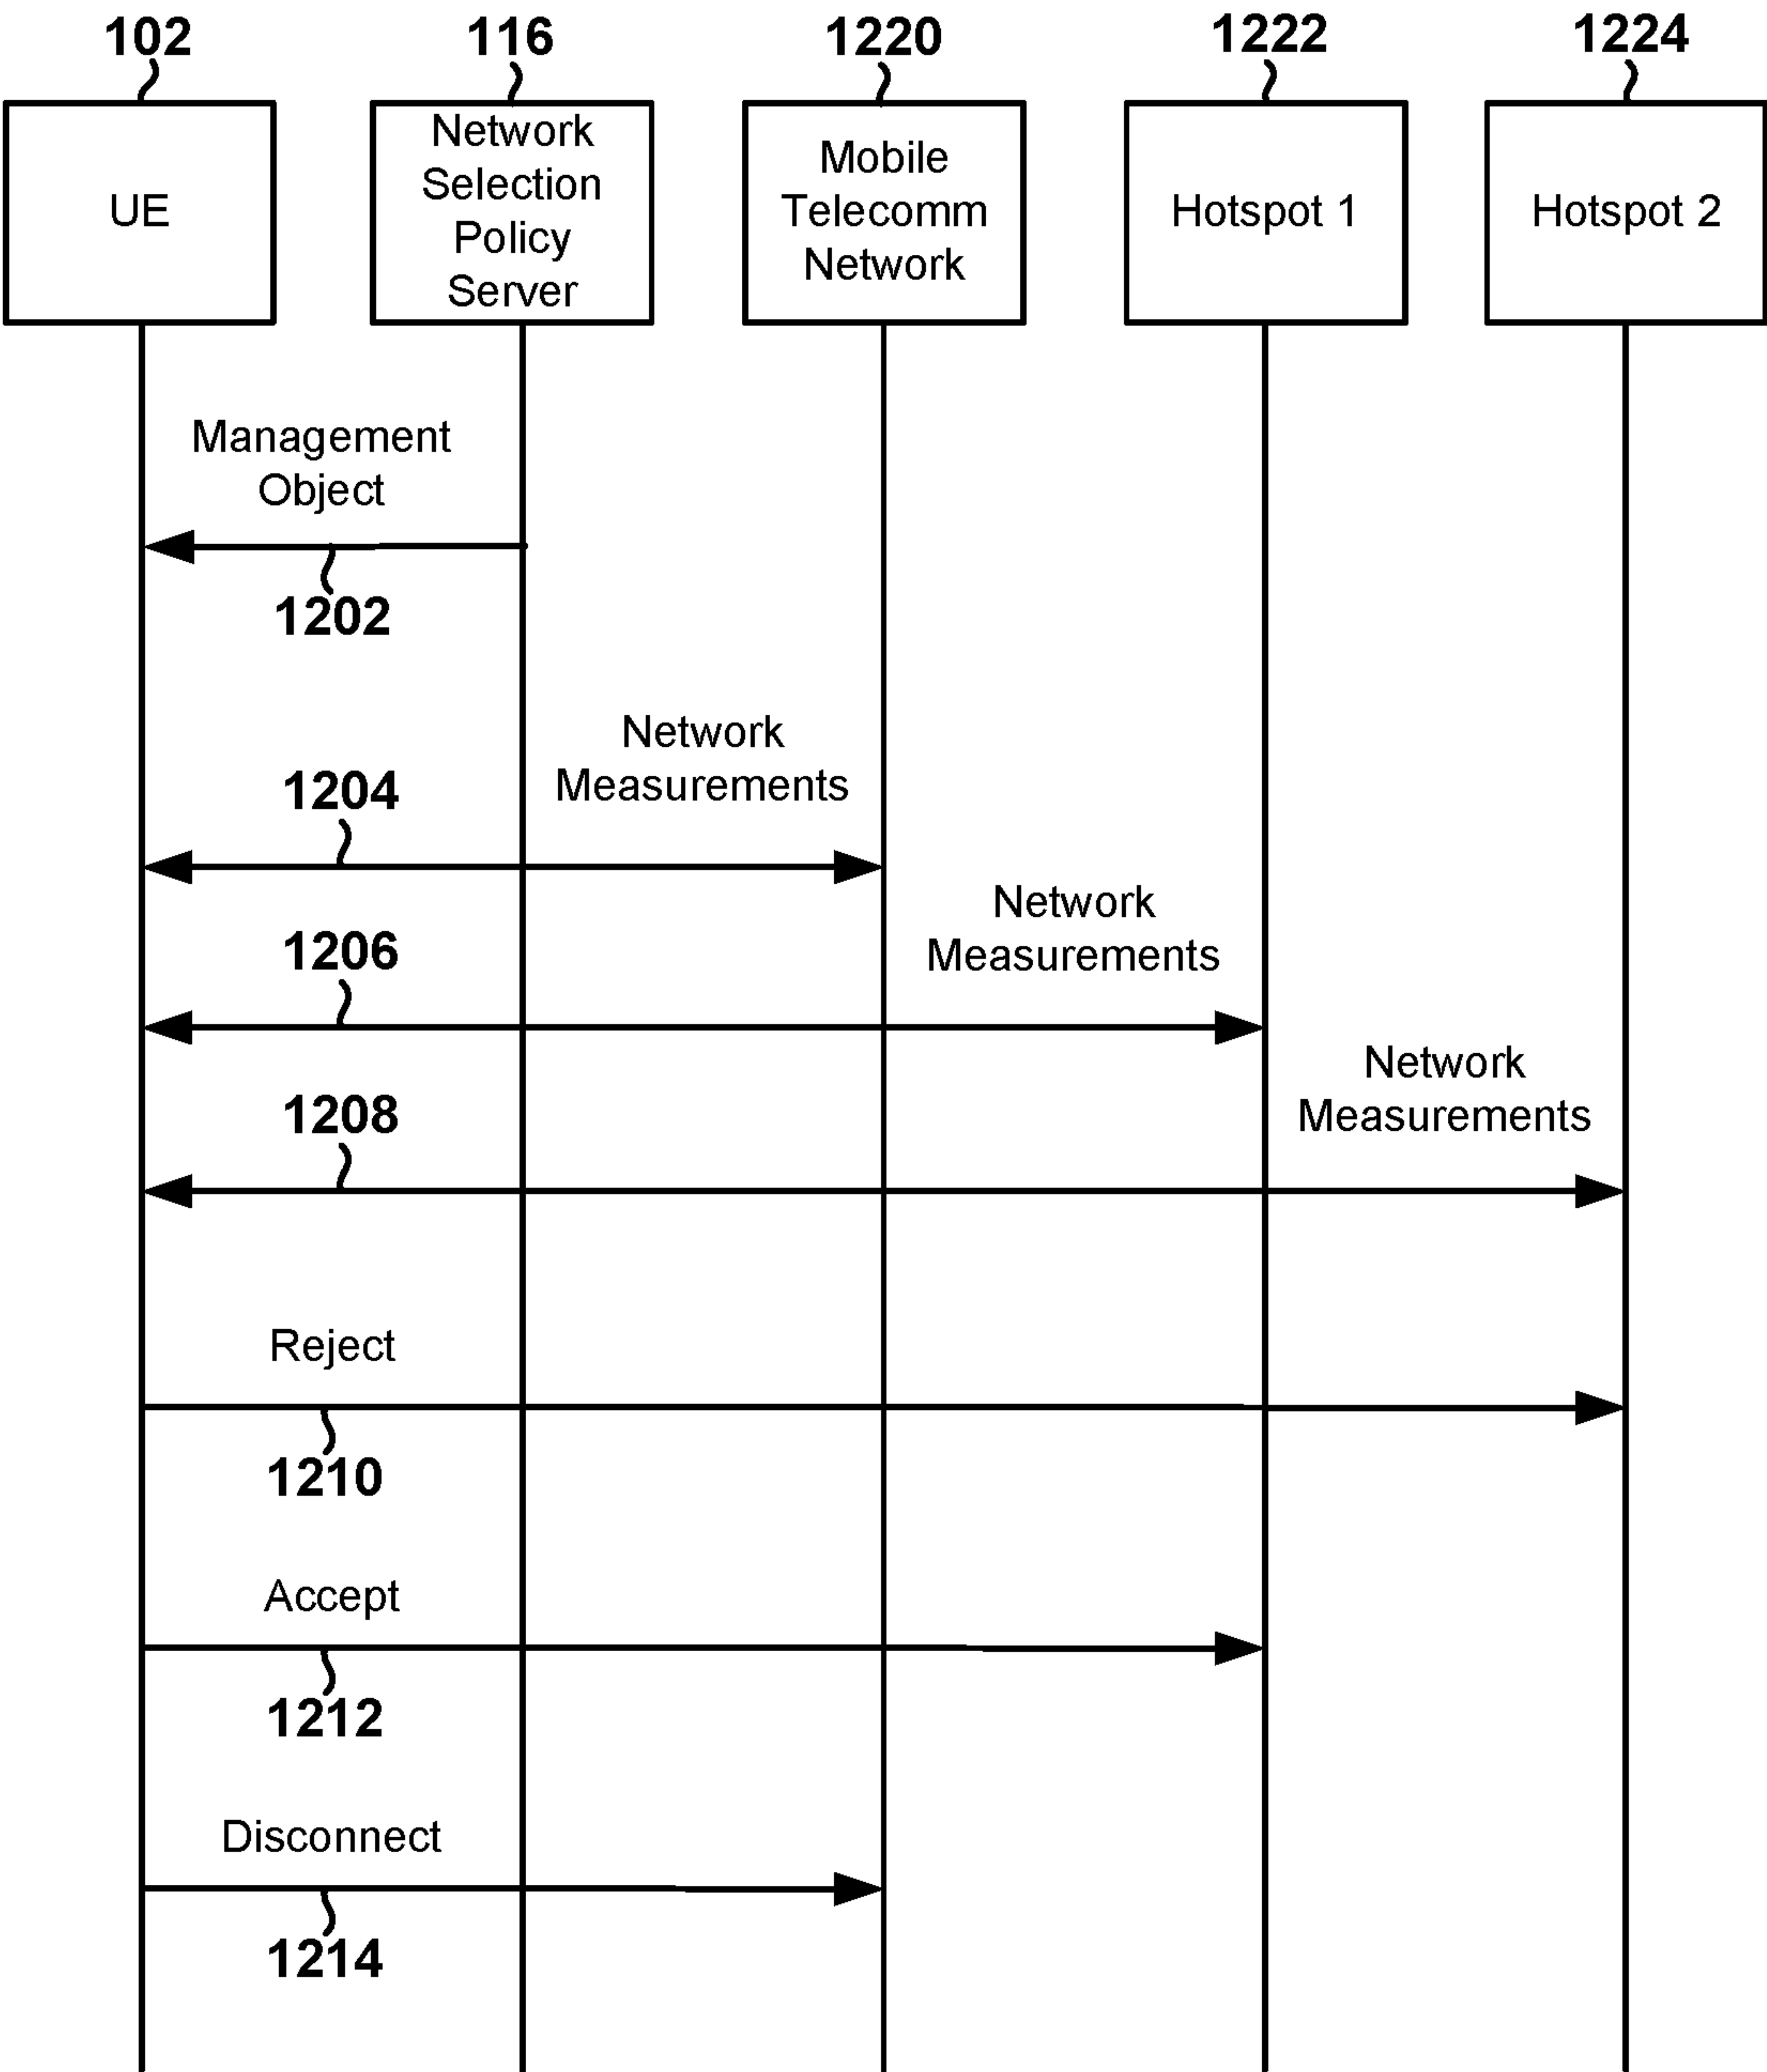 102
116
1220
1222
1224
UE
Network
Selection
Policy
Server
Mobile
Telecomm
Network
Hotspot 1
Hotspot 2
Management
Object
1202
Network
Measurements
1204
Network
Measurements
1206
Network
Measurements
1208
Reject
1210
Accept
1212
Disconnect
1214